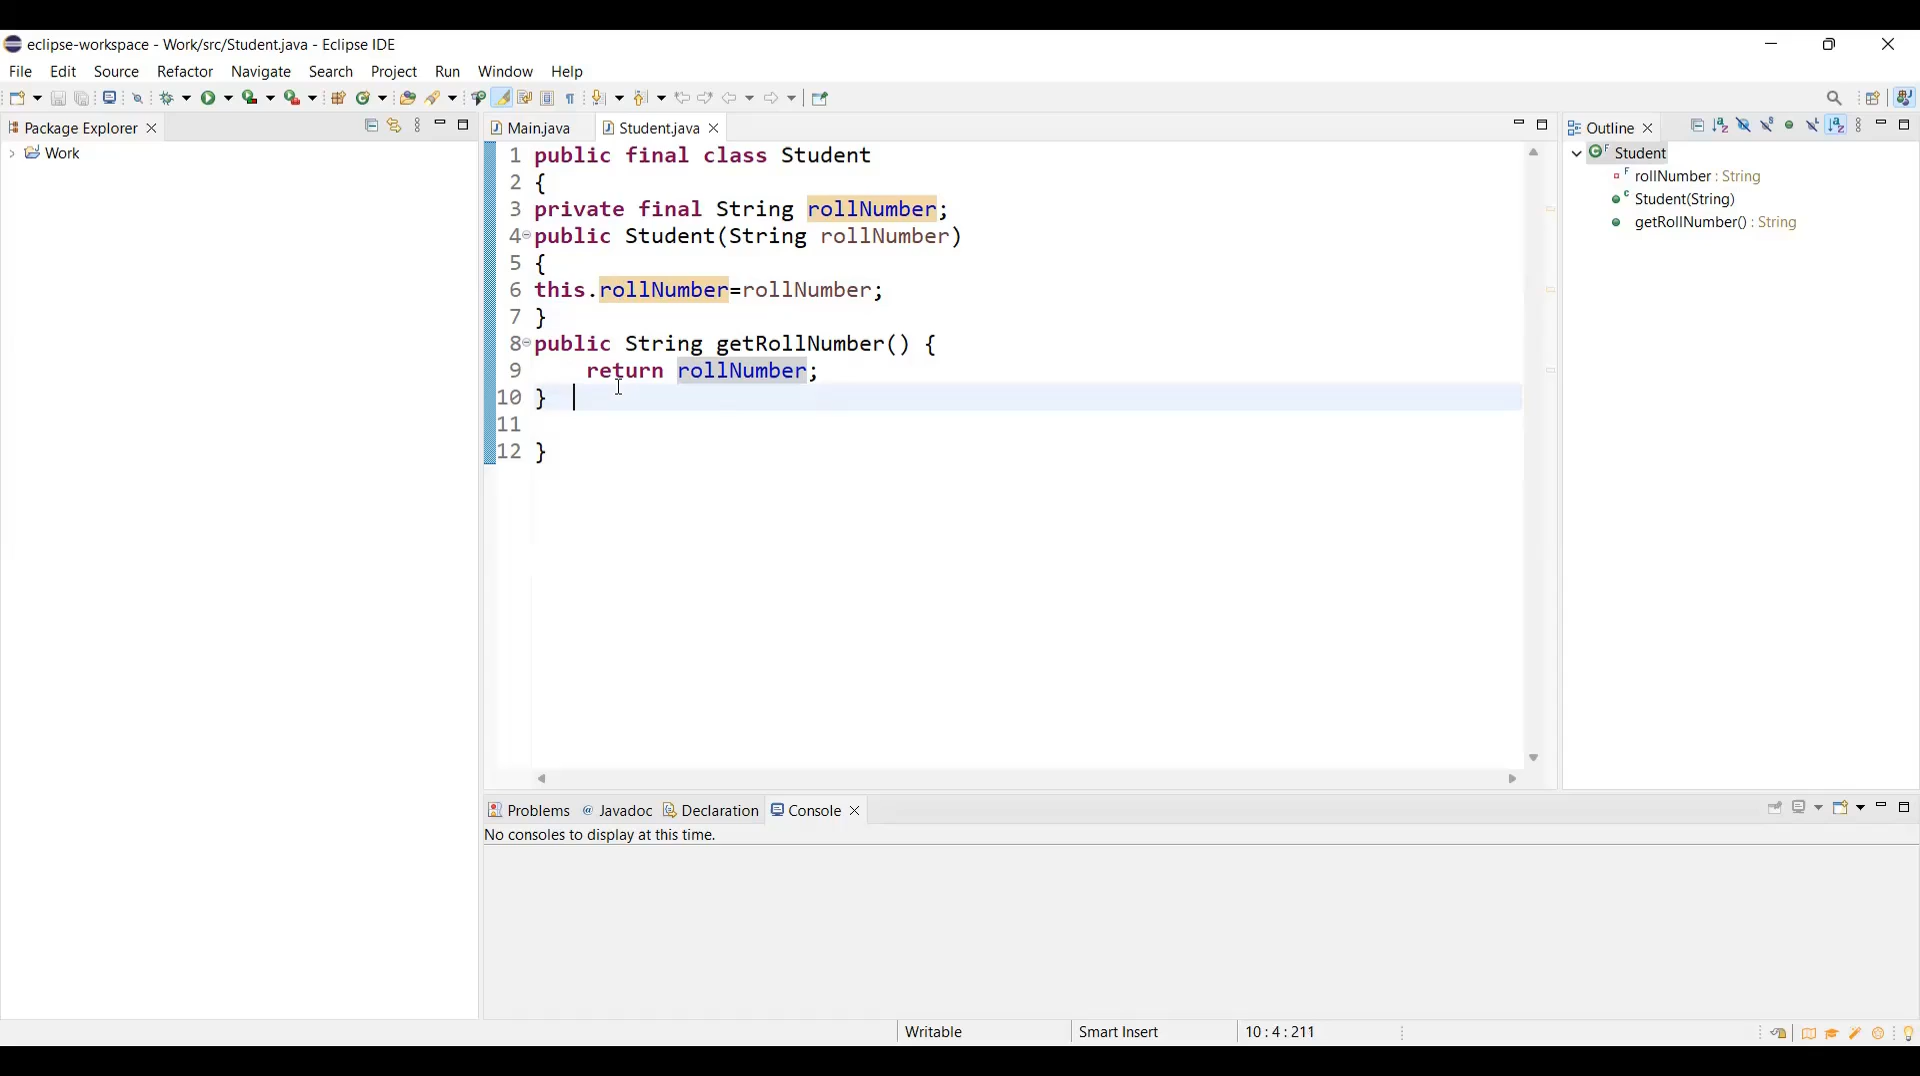 eclipse-workspace - Work/src/Student.java - Eclipse IDE
File Edit Source Refactor Navigate Search Project Run Window Help
Package Explorer
Work
Main.java Student.java
1 public final class Student
2 {
3 private final String rollNumber;
4 public Student(String rollNumber)
5 {
6 this.rollNumber=rollNumber;
7 }
8 public String getRollNumber() {
9 return rollNumber;
10 }
11
12 }
Outline
Student
rollNumber : String
Student(String)
getRollNumber() : String
Problems @ Javadoc Declaration Console
No consoles to display at this time.
Writable Smart Insert 10 : 4 : 211